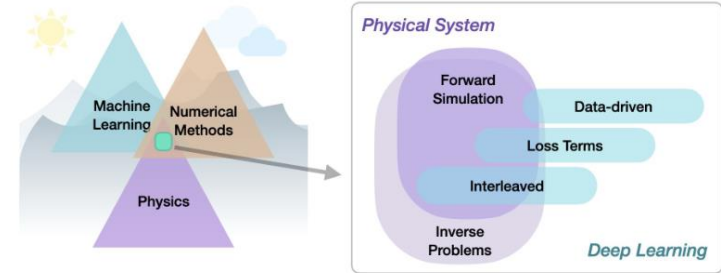 Machine
Learning
Numerical
Methods
Physics
Physical System
Forward
Simulation
Data-driven
Loss Terms
Interleaved
Inverse
Problems
Deep Learning